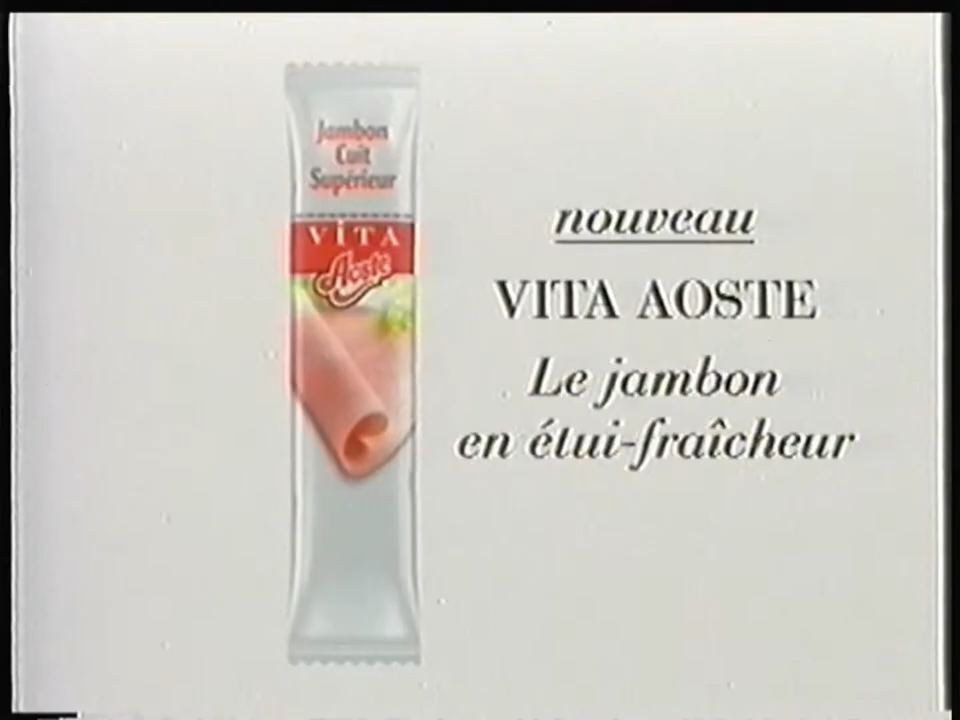 Jambon
Cuit
Supérieur
VITA
Aoste
nouveau
VITA AOSTE
Le jambon
en étui-fraîcheur